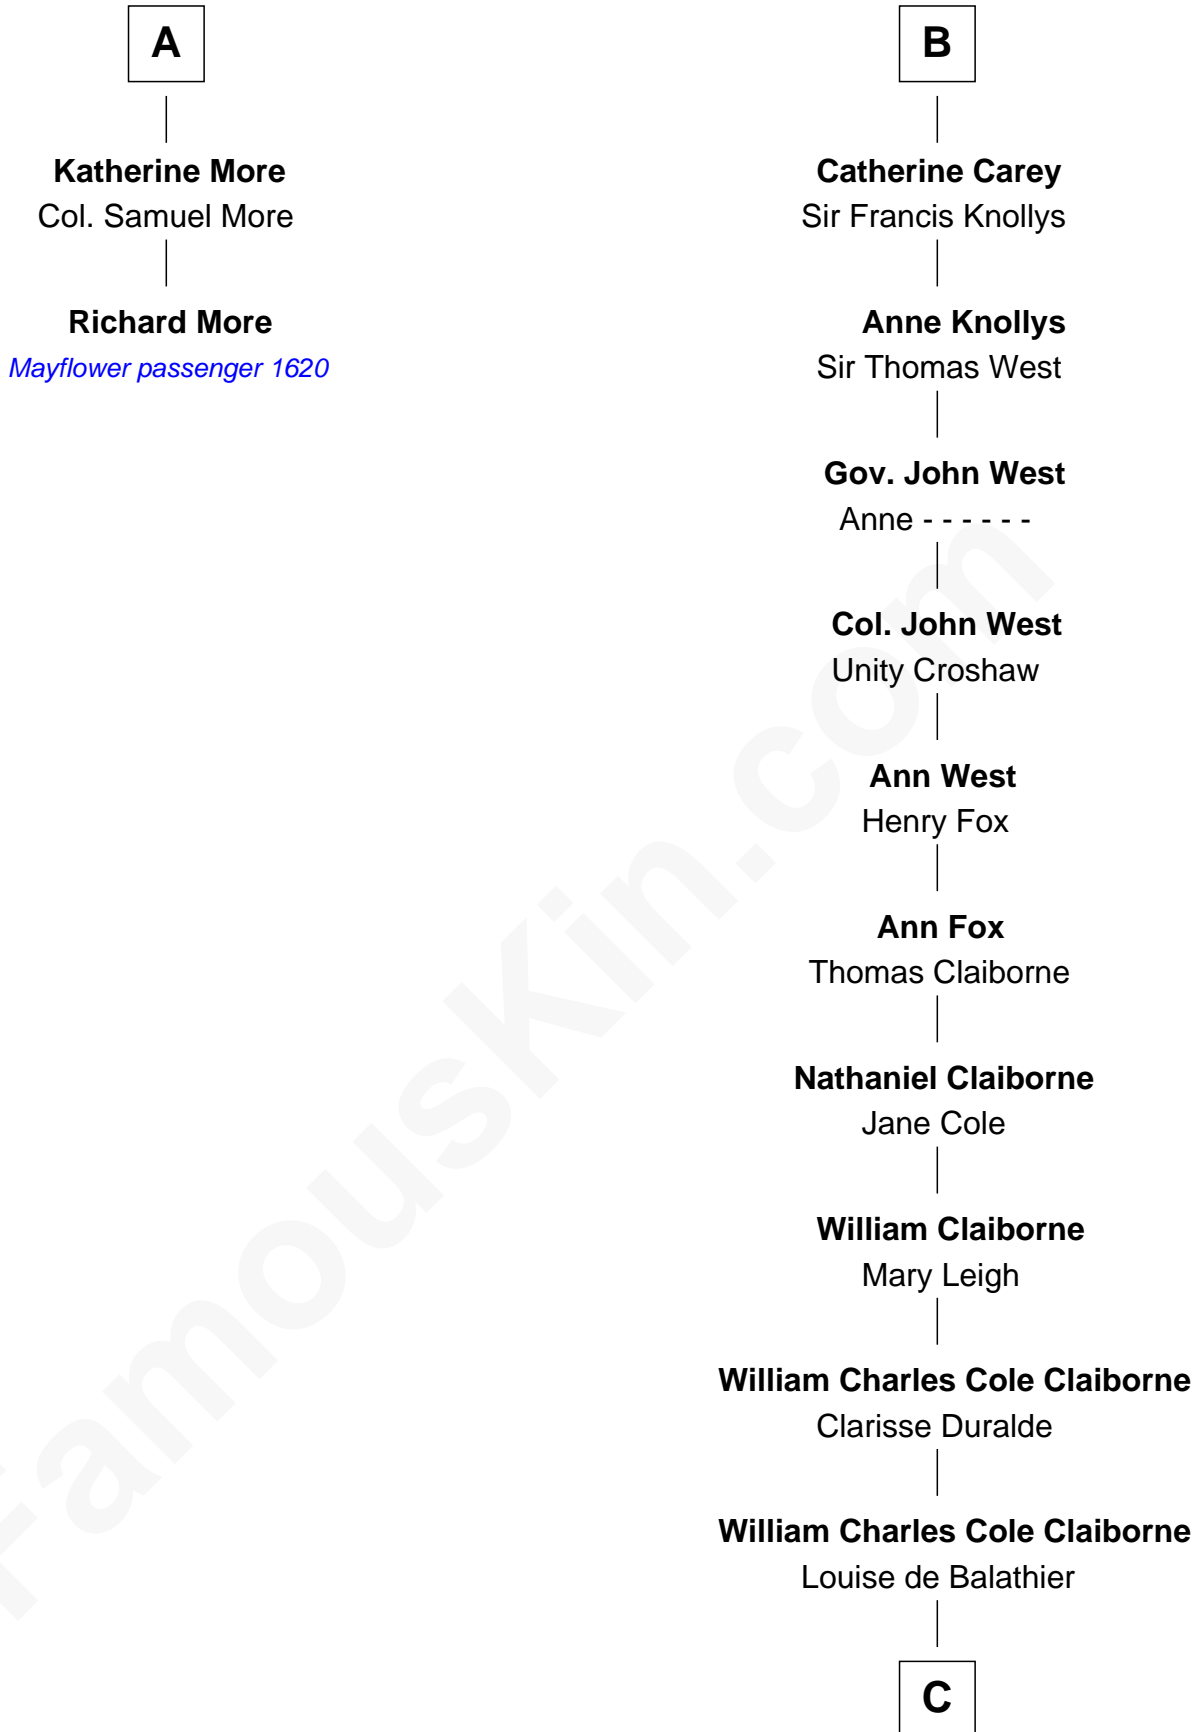 A
Katherine More
Col. Samuel More
Richard More
Mayflower passenger 1620
B
Catherine Carey
Sir Francis Knollys
Anne Knollys
Sir Thomas West
Gov. John West
Anne - - - - - -
Col. John West
Unity Croshaw
Ann West
Henry Fox
Ann Fox
Thomas Claiborne
Nathaniel Claiborne
Jane Cole
William Claiborne
Mary Leigh
William Charles Cole Claiborne
Clarisse Duralde
William Charles Cole Claiborne
Louise de Balathier
C
FamousKin.com